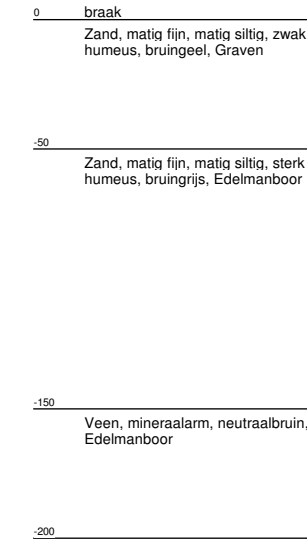 0 braak
Zand, matig fijn, matig siltig, zwak
humeus, bruingeel, Graven
-50
Zand, matig fijn, matig siltig, sterk
humeus, bruingrijs, Edelmanboor
-150
Veen, mineraalarm, neutraalbruin,
Edelmanboor
-200